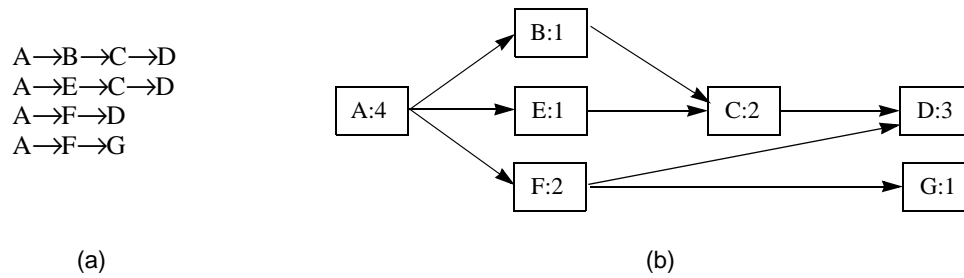 A→B→C→D
A→E→C→D
A→F→D
A→F→G
(a)
B:1
A:4
E:1
C:2
D:3
F:2
G:1
(b)